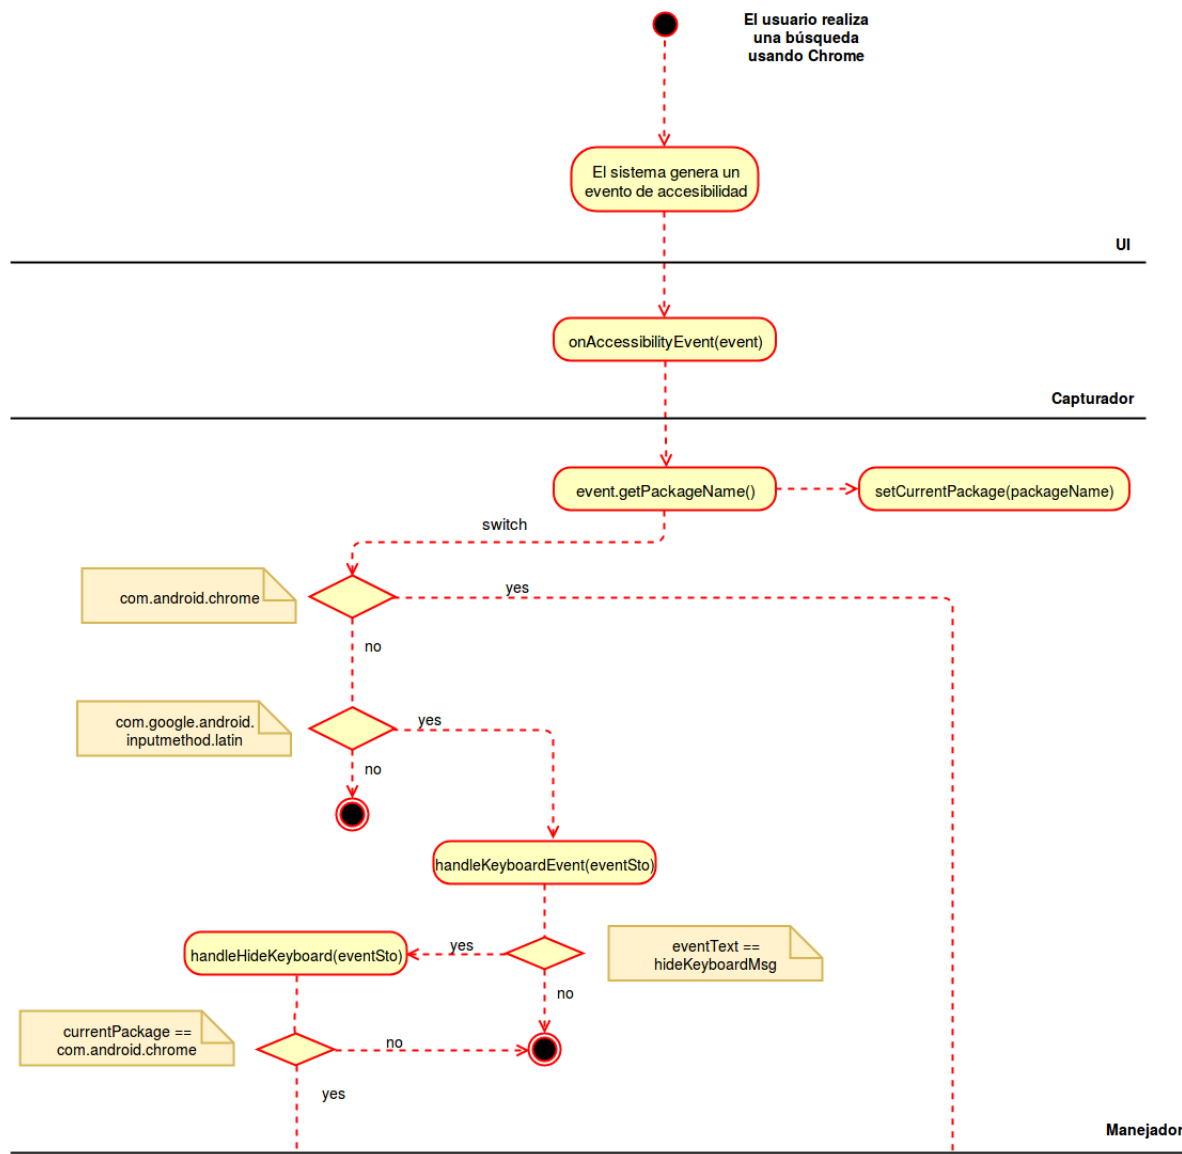 El usuario realiza
una búsqueda
usando Chrome
El sistema genera un
evento de accesibilidad
UI
onAccessibilityEvent(event)
Capturador
event.getPackageName()
setCurrentPackage(packageName)
switch
com.android.chrome
yes
no
com.google.android.
inputmethod.latin
yes
no
handleKeyboardEvent(eventSto)
handleHideKeyboard(eventSto)
yes
eventText ==
hideKeyboardMsg
no
currentPackage ==
com.android.chrome
no
yes
Manejador